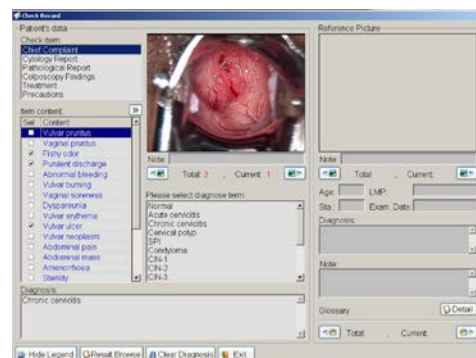 Check Record
Patient's data
Check item:
Chief Complaint
Cytology Report
Pathological Report
Colposcopy Findings
Treatment
Precautions
Item content:
Sel Content
Vulvar pruritus
Vaginal pruritus
Fishy odor
Purulent discharge
Abnormal bleeding
Vulvar burning
Vaginal soreness
Dyspareunia
Vulvar erythema
Vulvar ulcer
Vulvar neoplasm
Abdominal pain
Abdominal mass
Amenorrhoea
Sterility
Note:
Total: 3 , Current: 1
Please select diagnose term
Normal
Acute cervicitis
Chronic cervicitis
Cervical polyp
SPI
Condyloma
CIN-1
CIN-2
CIN-3
Diagnosis:
Chronic cervicitis
Reference Picture
Note:
Total: , Current:
Age: LMP:
Sta.: Exam. Date:
Diagnosis:
Note:
Glossary: Detail
Total: , Current:
Hide Legend Result Browse Clear Diagnosis Exit